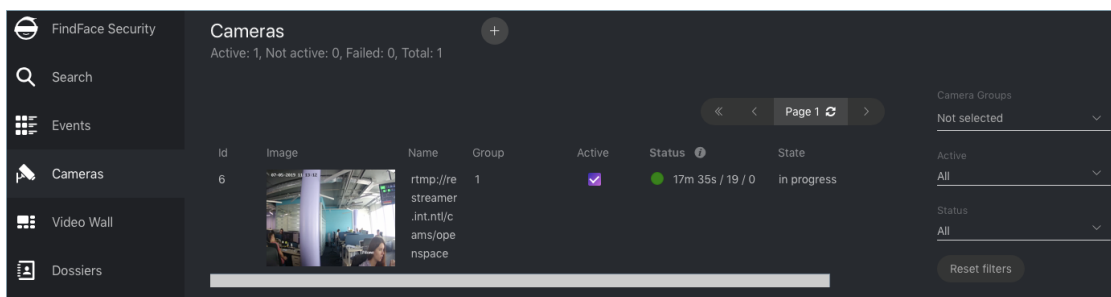 FindFace Security
Search
Events
Cameras
Video Wall
Dossiers
Cameras
Active: 1, Not active: 0, Failed: 0, Total: 1
« < Page 1 >
Id Image Name Group Active Status State
6 rtmp://re 1 17m 35s / 19 / 0 in progress
streamer
.int.ntl/c
ams/ope
nspace
Camera Groups
Not selected
Active
All
Status
All
Reset filters